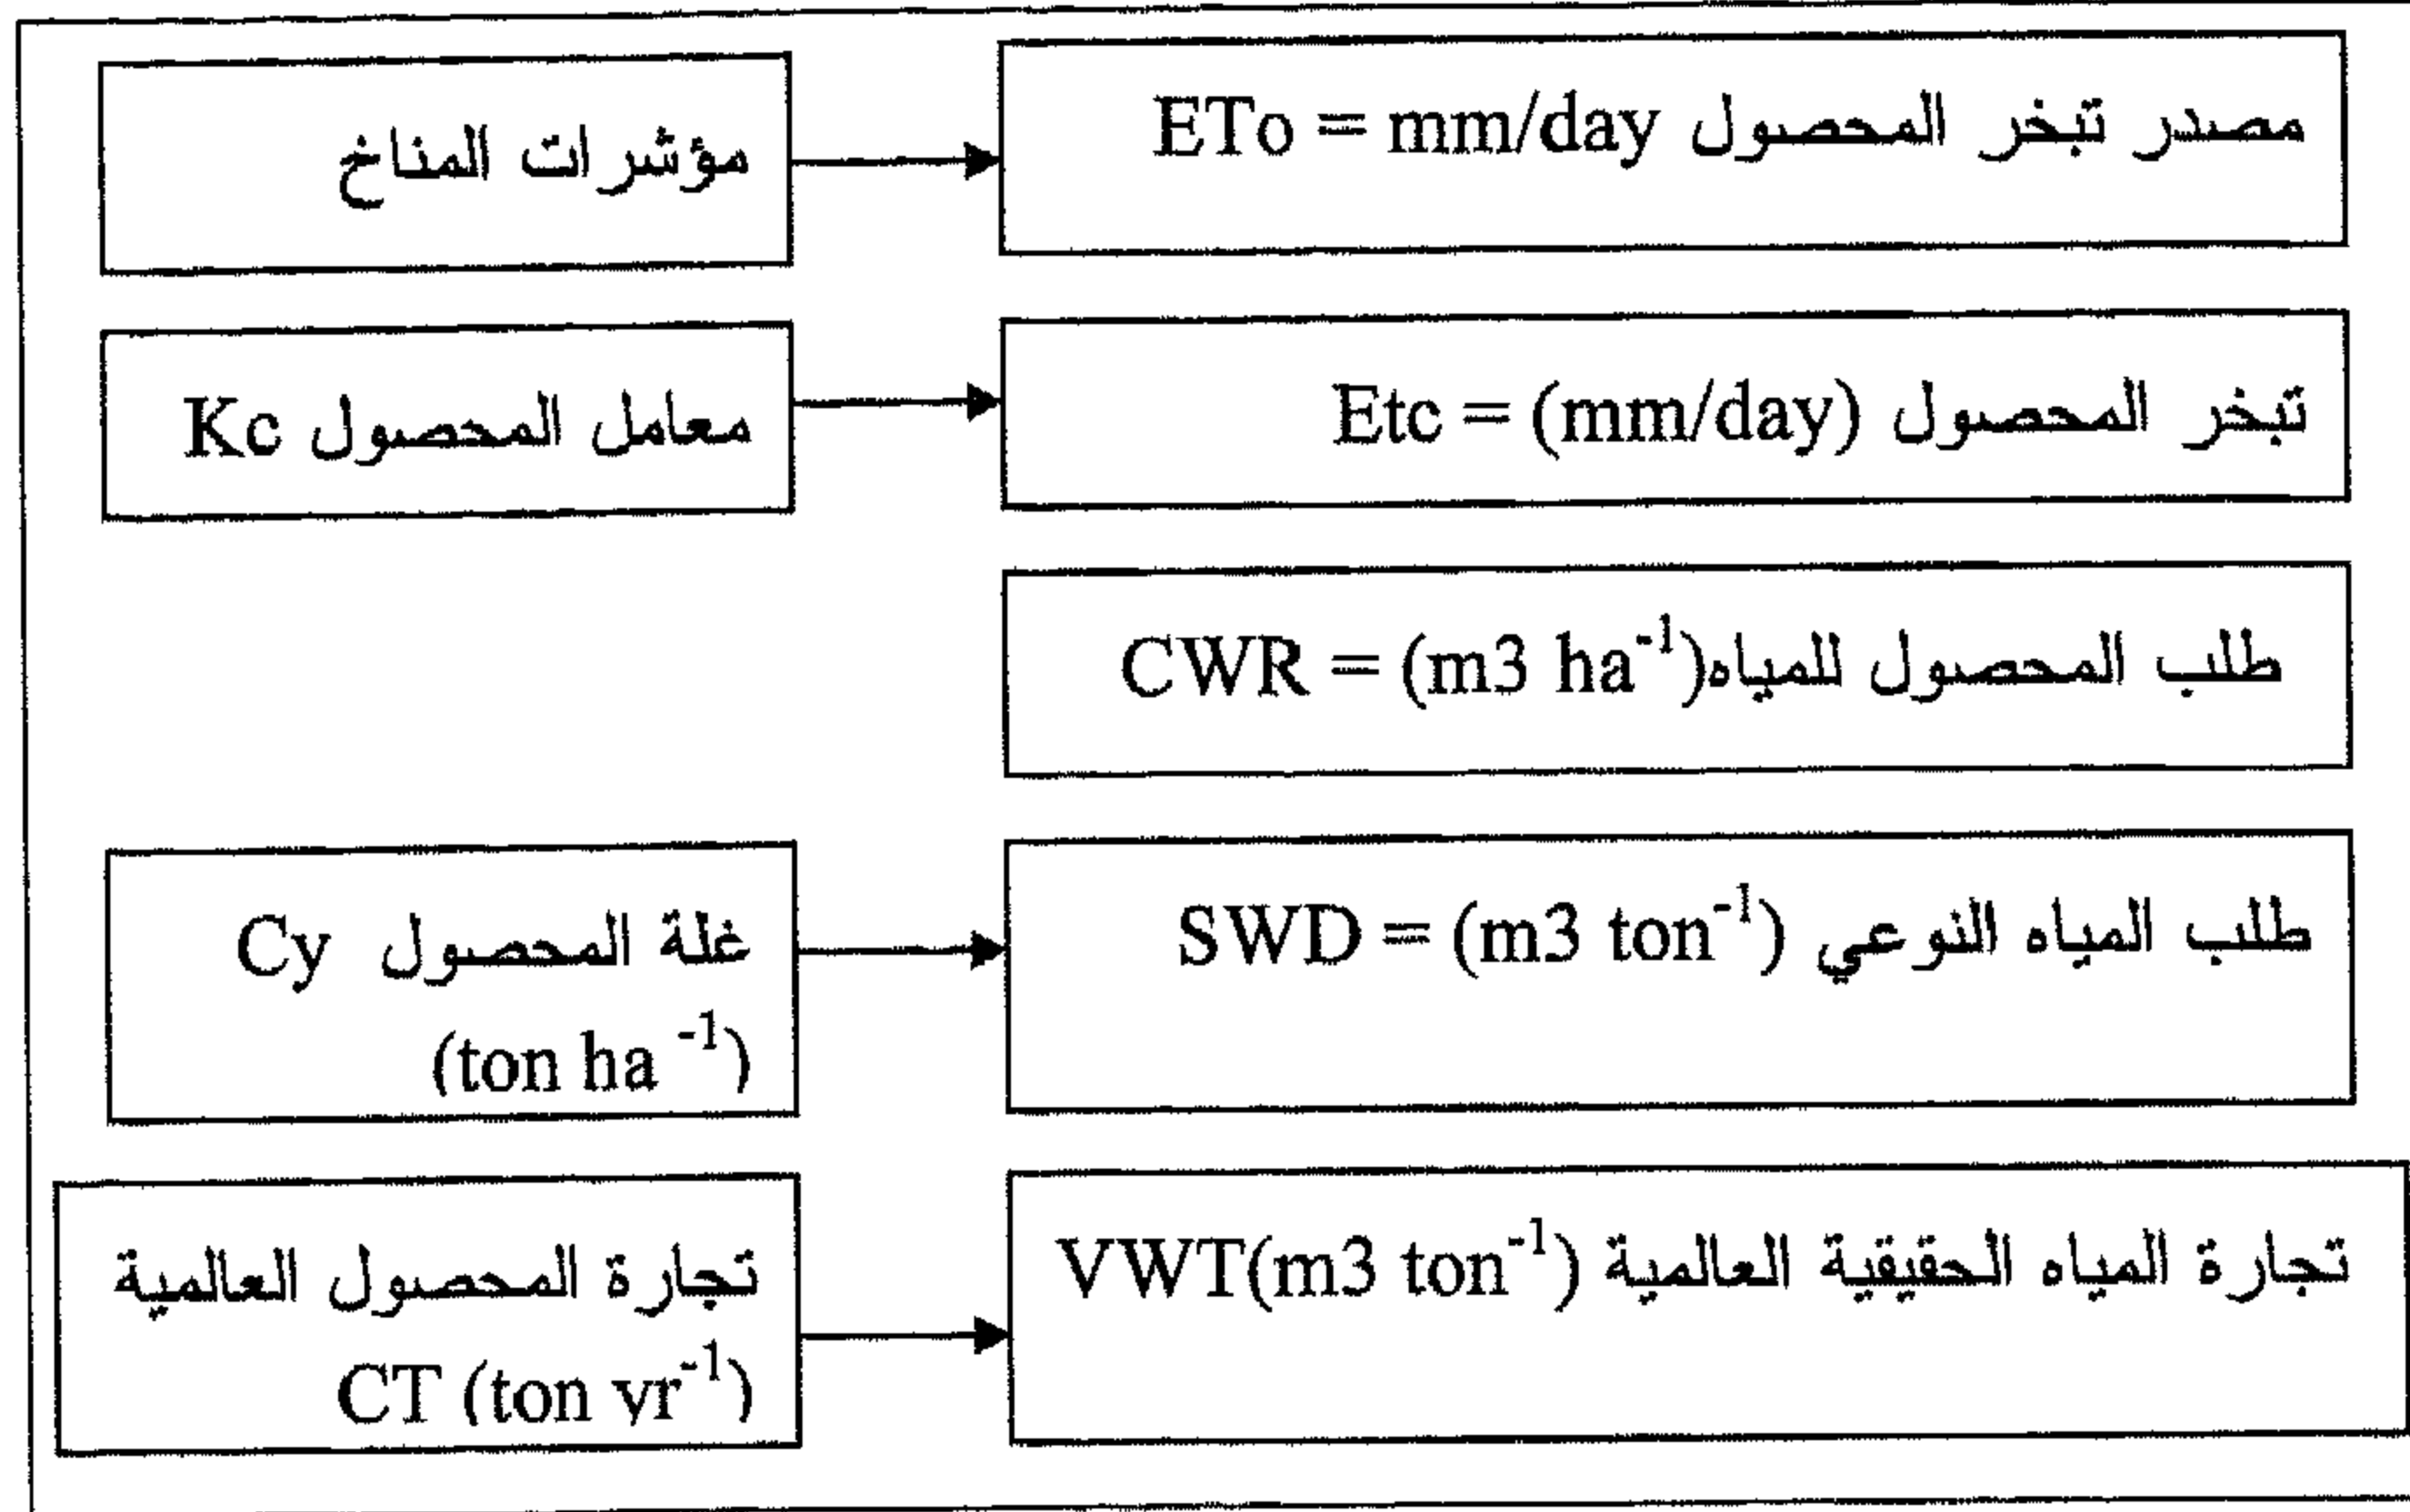 مؤشرات المناخ
مصدر تبخر المحصول ETo = mm/day
معامل المحصول Kc
تبخر المحصول Etc = (mm/day)
طلب المحصول للمياه CWR = (m3 ha⁻¹)
غلة المحصول Cy
(ton ha ⁻¹)
طلب المياه النوعي SWD = (m3 ton⁻¹)
تجارة المحصول العالمية
CT (ton yr⁻¹)
تجارة المياه الحقيقية العالمية VWT(m3 ton⁻¹)